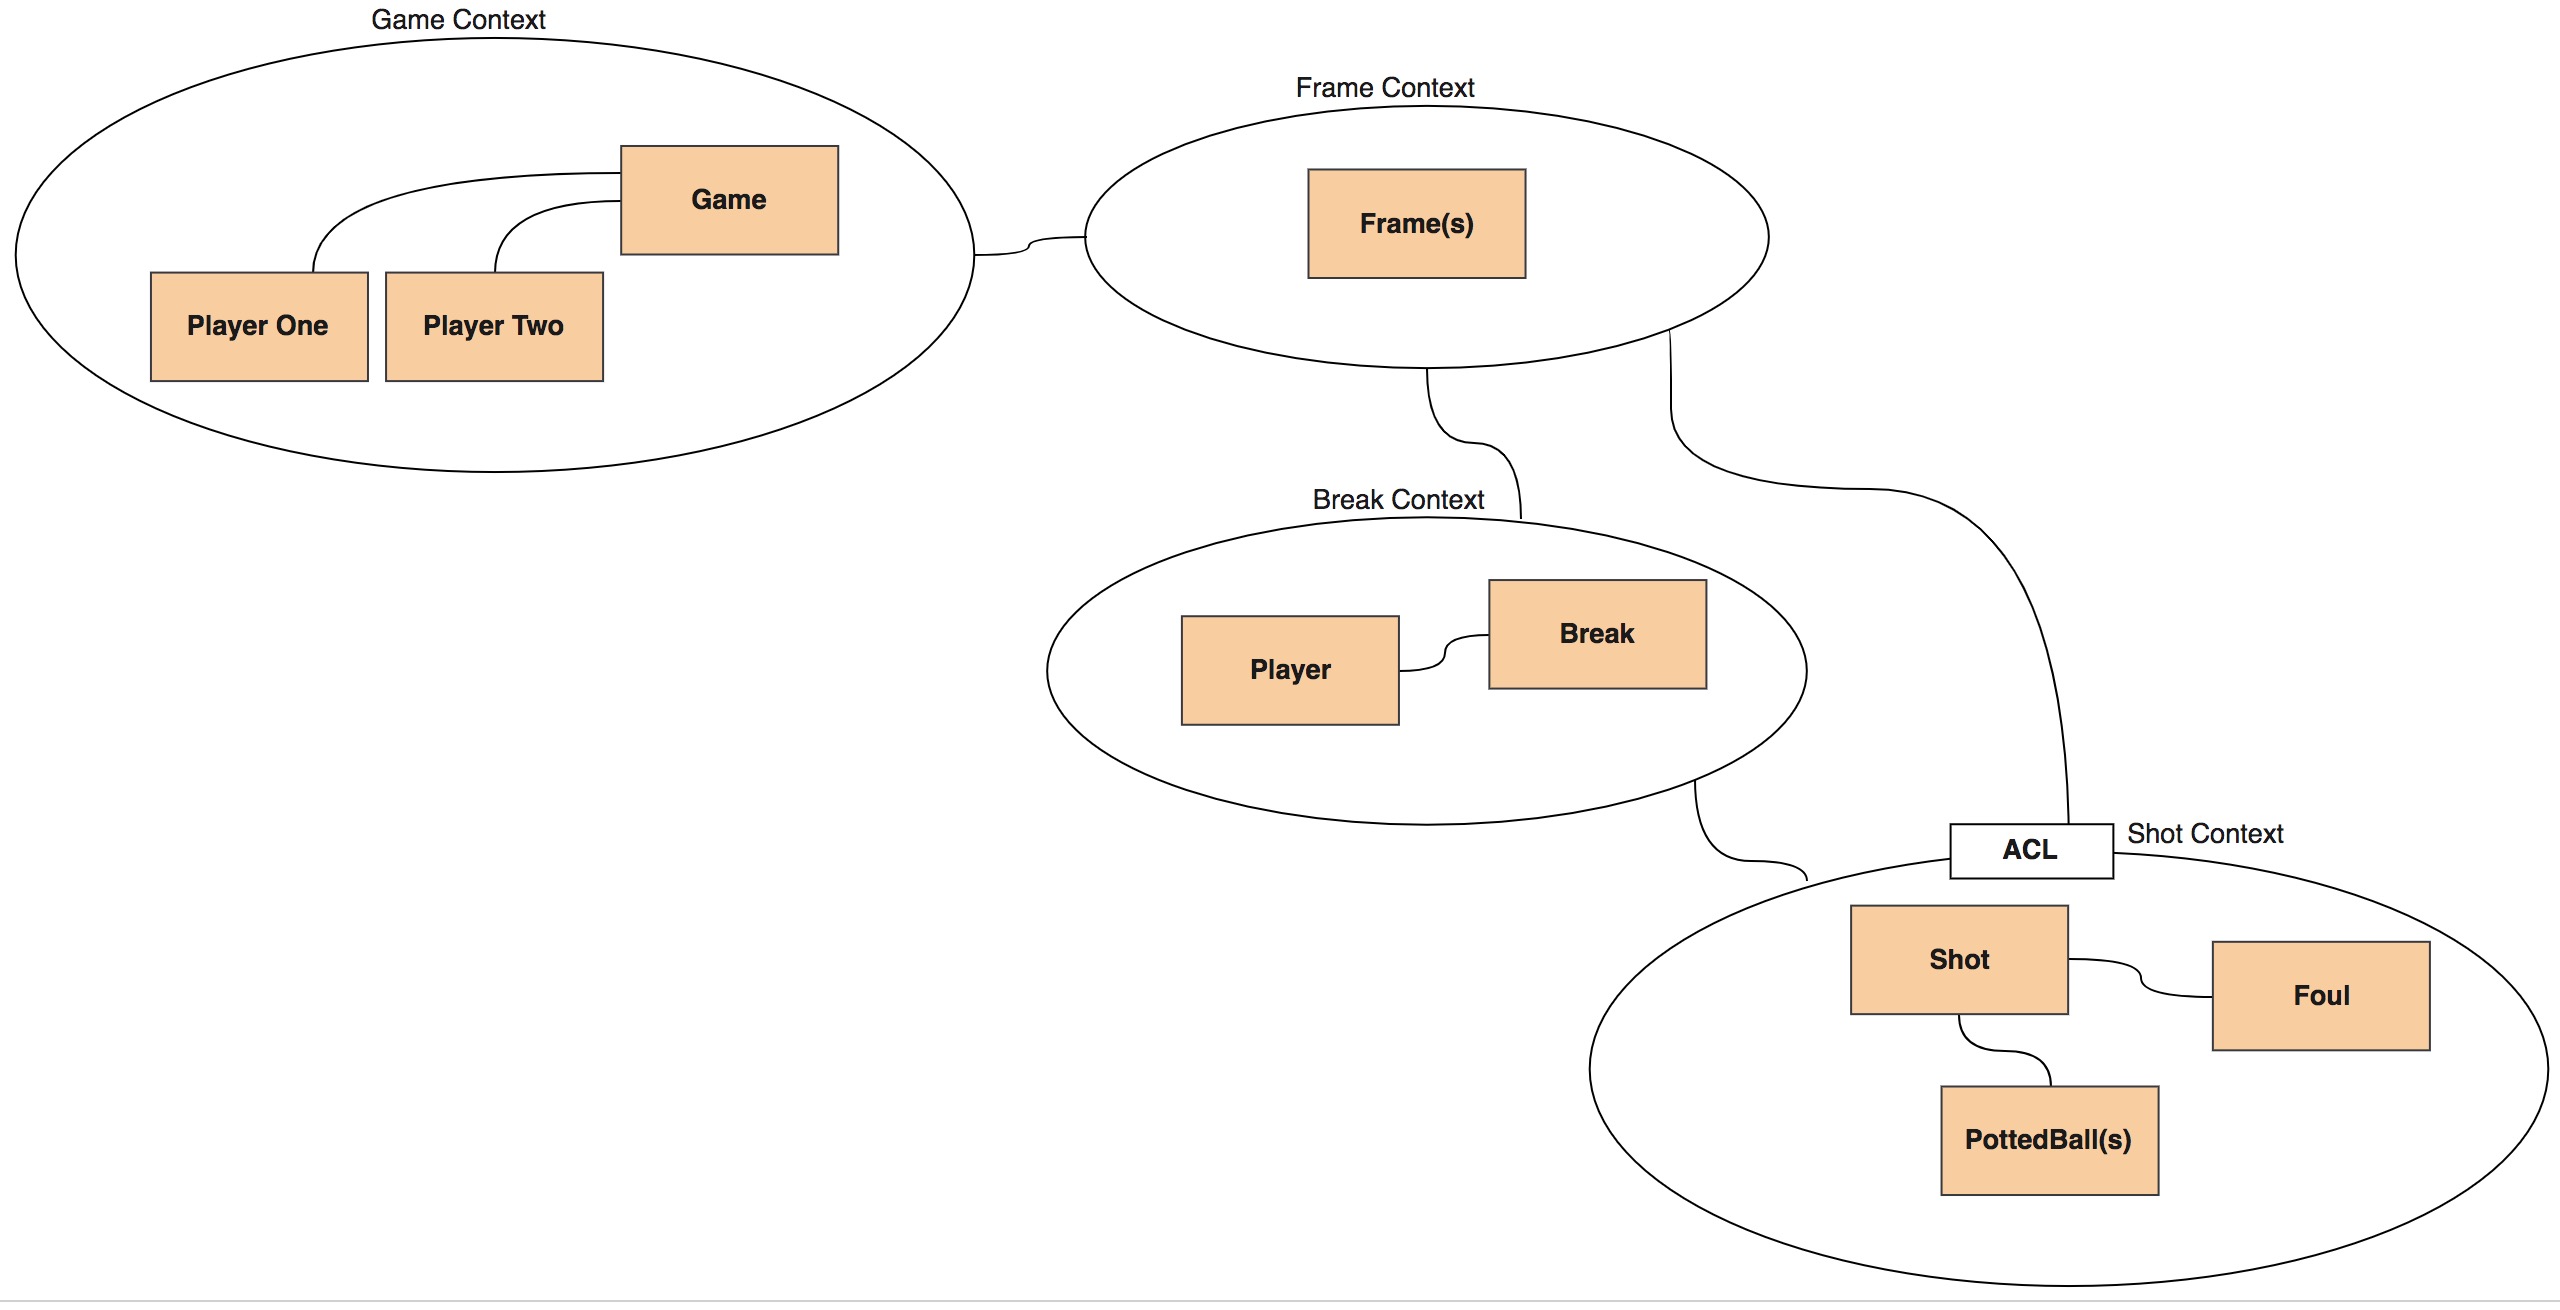 Game Context
Game
Player One
Player Two
Frame Context
Frame(s)
Break Context
Break
Player
ACL
Shot Context
Shot
Foul
PottedBall(s)